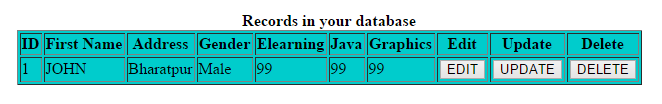 Records in your database
ID First Name Address Gender Elearning Java Graphics Edit Update Delete
1 JOHN Bharatpur Male 99 99 99 EDIT UPDATE DELETE